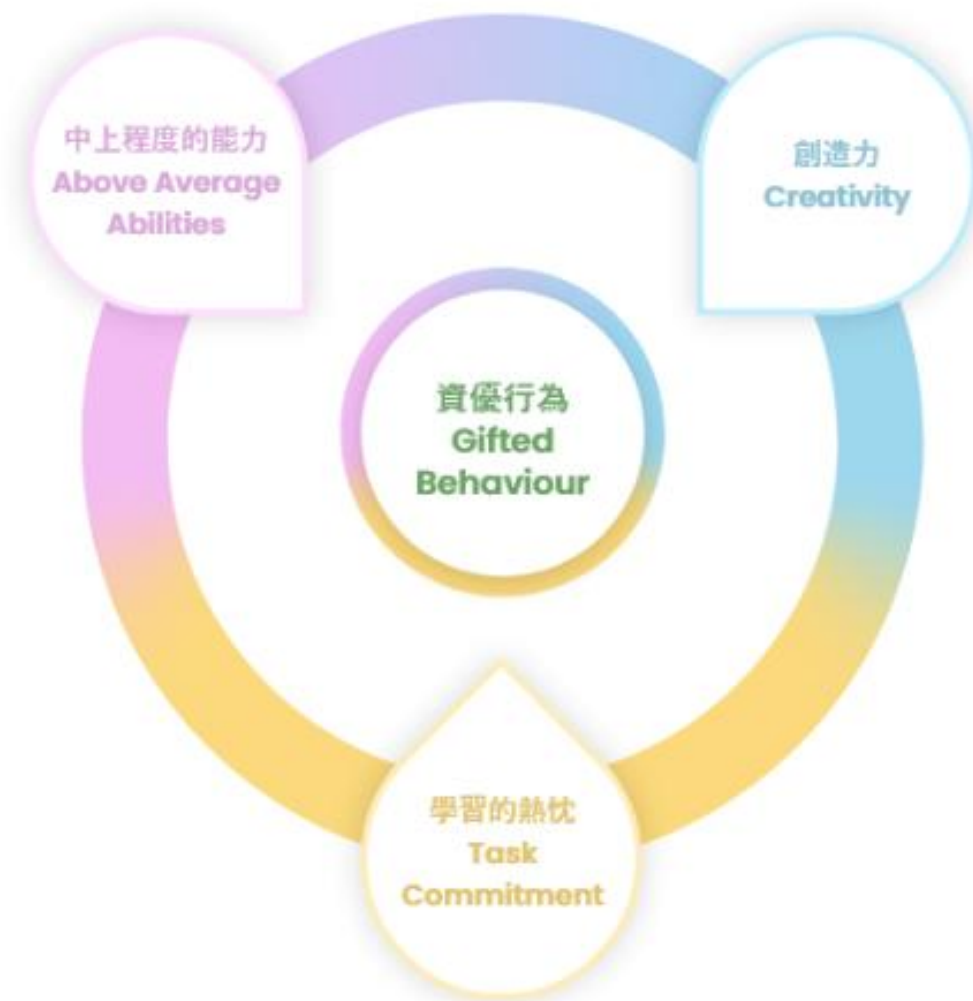 中上程度的能力
Above Average
Abilities
創造力
Creativity
資優行為
Gifted
Behaviour
學習的熱忱
Task
Commitment